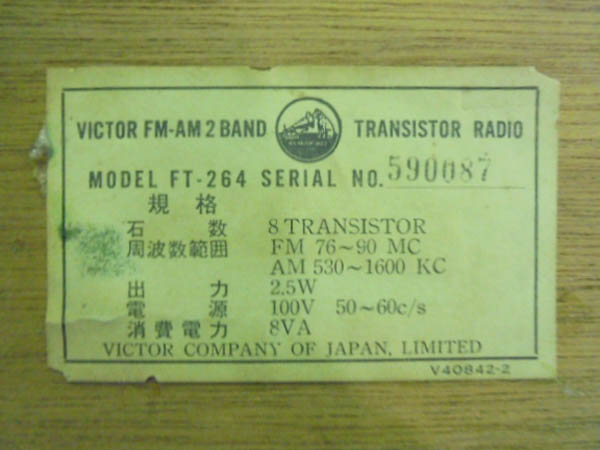 VICTOR FM-AM 2 BAND TRANSISTOR RADIO
MODEL FT-264 SERIAL NO. 590087
規格
石数 8 TRANSISTOR
周波数範囲 FM 76~90 MC
AM 530~1600 KC
出力 2.5W
電源 100V 50~60c/s
消費電力 8VA
VICTOR COMPANY OF JAPAN, LIMITED
V40842-2